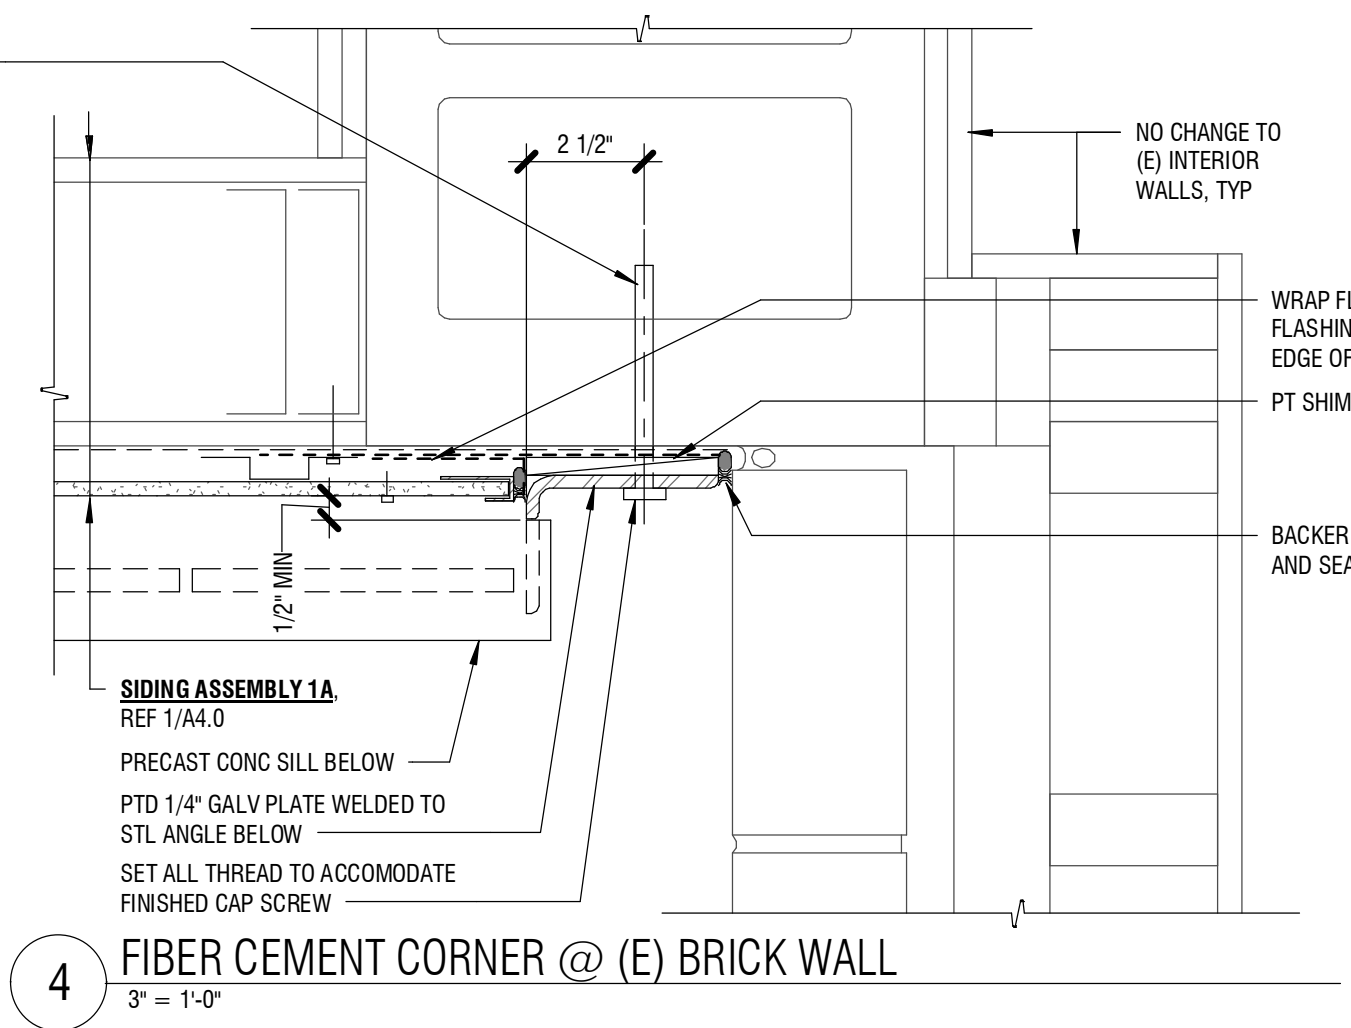 2 1/2"
NO CHANGE TO
(E) INTERIOR
WALLS, TYP
WRAP
EDGE OF
PT SHIM
BACKER
AND
1/2" MIN
SIDING ASSEMBLY 1A,
REF 1/A4.0
PRECAST CONC SILL BELOW
PTD 1/4" GALV PLATE WELDED TO
STL ANGLE BELOW
SET ALL THREAD TO ACCOMODATE
FINISHED CAP SCREW
4
FIBER CEMENT CORNER @ (E) BRICK WALL
3" = 1'-0"